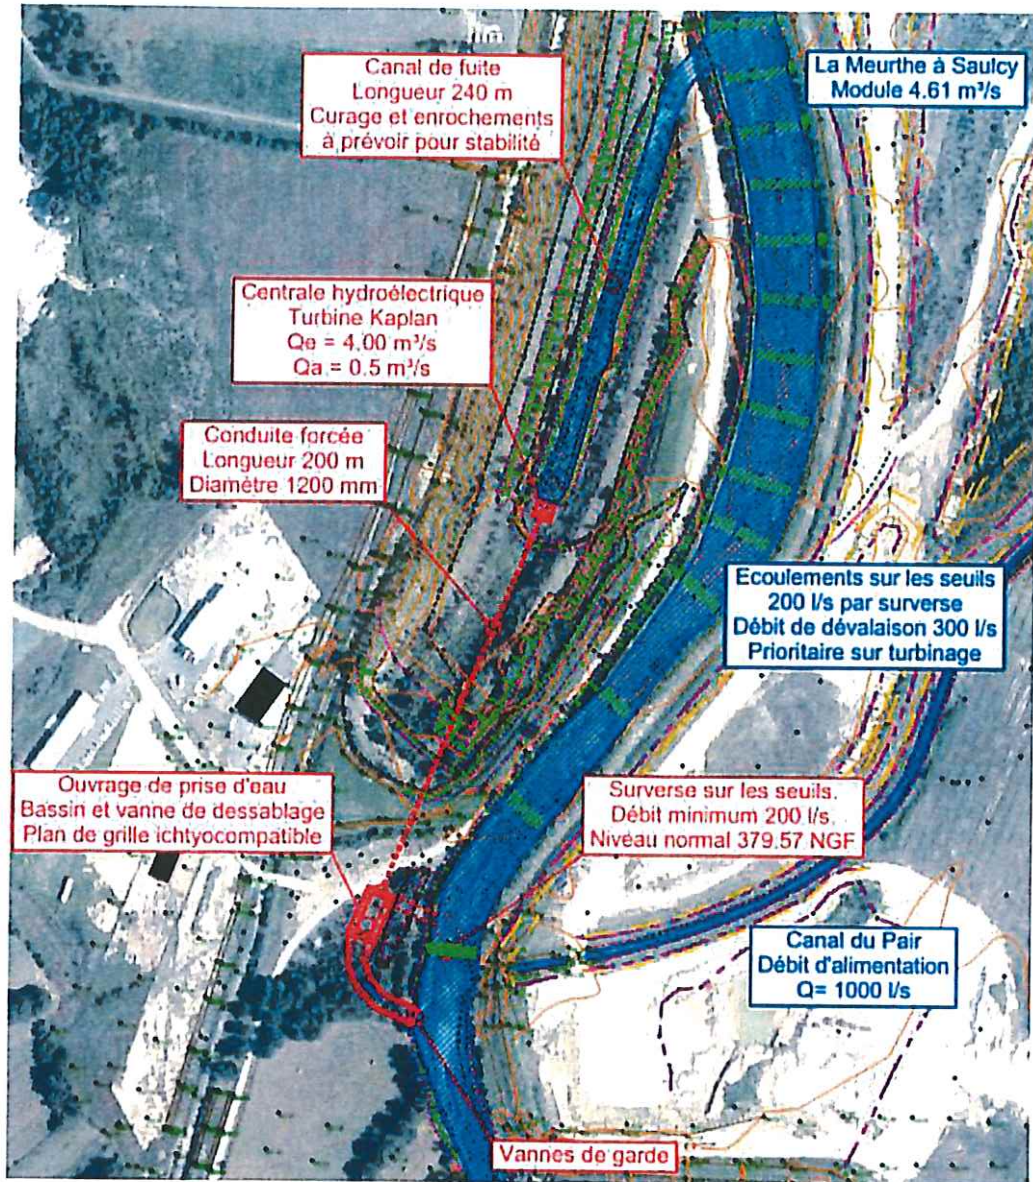 Canal de fuite
Longueur 240 m
Curage et enrochements
à prévoir pour stabilité
La Meurthe à Saulcy
Module 4.61 m³/s
Centrale hydroélectrique
Turbine Kaplan
Qe = 4.00 m³/s
Qa = 0.5 m³/s
Conduite forcée
Longueur 200 m
Diamètre 1200 mm
Ecoulements sur les seuils
200 l/s par surverse
Débit de dévalaison 300 l/s
Prioritaire sur turbinage
Ouvrage de prise d'eau
Bassin et vanne de dessablage
Plan de grille ichtyocompatible
Surverse sur les seuils.
Débit minimum 200 l/s.
Niveau normal 379.57 NGF
Canal du Pair
Débit d'alimentation
Q= 1000 l/s
Vannes de garde